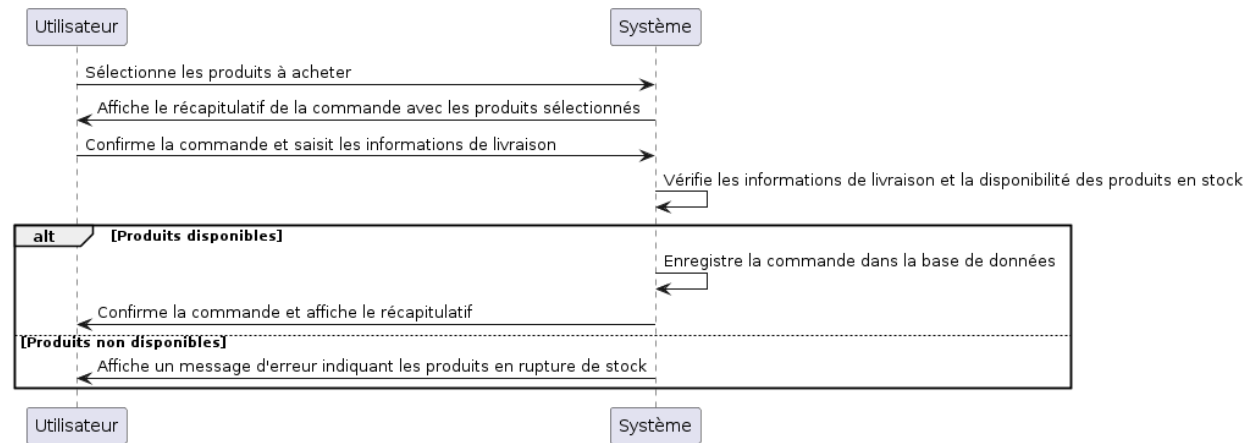 Utilisateur
Système
Sélectionne les produits à acheter
Affiche le récapitulatif de la commande avec les produits sélectionnés
Confirme la commande et saisit les informations de livraison
Vérifie les informations de livraison et la disponibilité des produits en stock
alt
[Produits disponibles]
Enregistre la commande dans la base de données
Confirme la commande et affiche le récapitulatif
[Produits non disponibles]
Affiche un message d'erreur indiquant les produits en rupture de stock
Utilisateur
Système